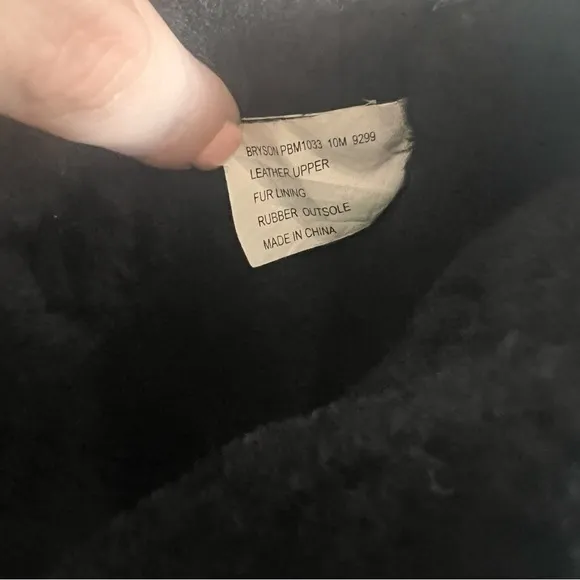 BRYSON PBM1033 10M 9299
LEATHER UPPER
FUR LINING
RUBBER OUTSOLE
MADE IN CHINA